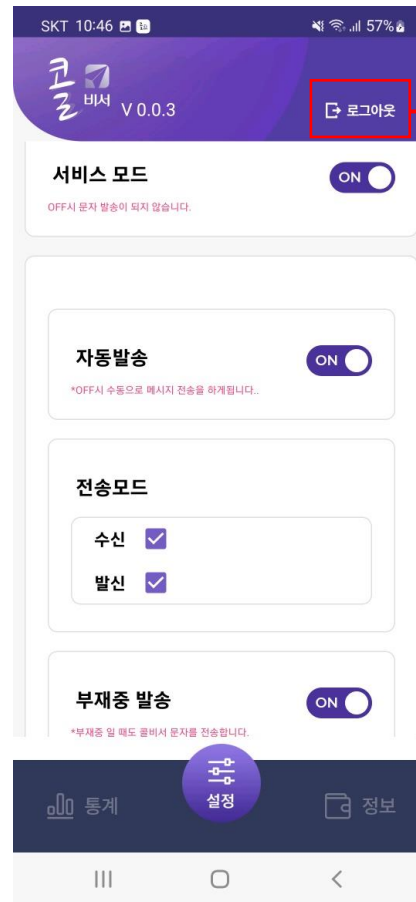 SKT 10:46 57%
콜
비서 V 0.0.3
로그아웃
서비스 모드 ON
OFF시 문자 발송이 되지 않습니다.
자동발송 ON
*OFF시 수동으로 메시지 전송을 하게됩니다..
전송모드
수신
발신
부재중 발송 ON
*부재중 일 때도 콜비서 문자를 전송합니다.
통계 설정 정보